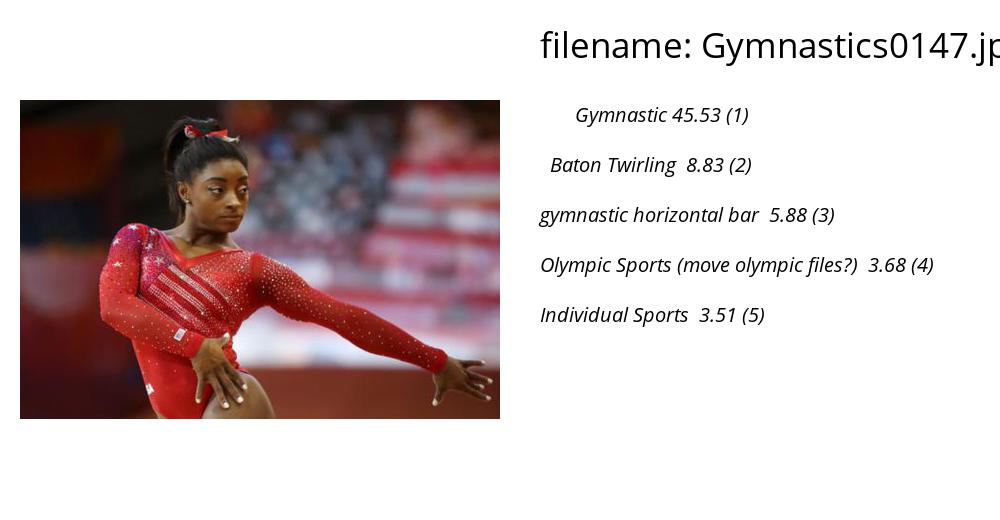 filename: Gymnastics0147.jp
Gymnastic 45.53 (1)
Baton Twirling 8.83 (2)
gymnastic horizontal bar 5.88 (3)
Olympic Sports (move olympic files?) 3.68 (4)
Individual Sports 3.51 (5)